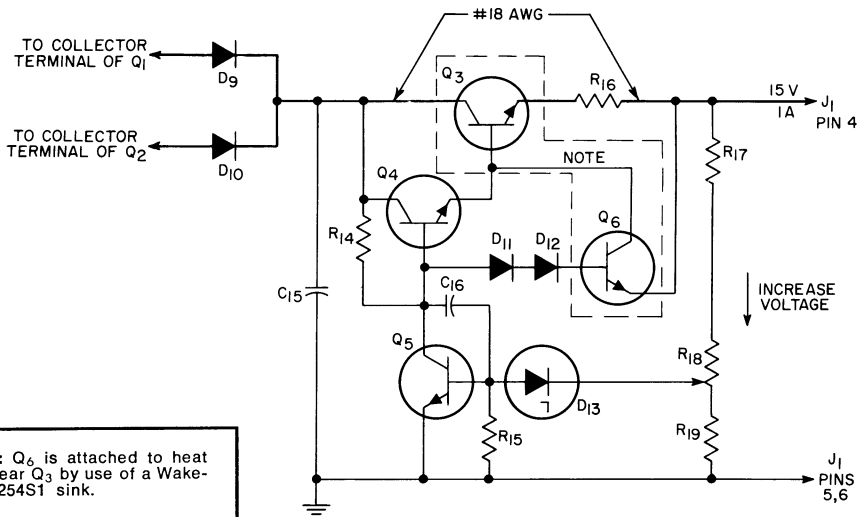 #18 AWG
TO COLLECTOR
TERMINAL OF Q1
D9
Q3
R16
15 V
1A
J1
PIN 4
TO COLLECTOR
TERMINAL OF Q2
D10
NOTE
R17
Q4
Q6
R14
D11
D12
C15
C16
INCREASE
VOLTAGE
Q5
R18
D13
R15
R19
: Q6 is attached to heat
ear Q3 by use of a Wake-
254S1 sink.
J1
PINS
5,6